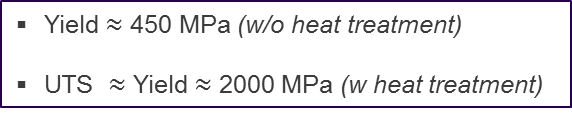 ▪ Yield ≈ 450 MPa (w/o heat treatment)
▪ UTS ≈ Yield ≈ 2000 MPa (w heat treatment)